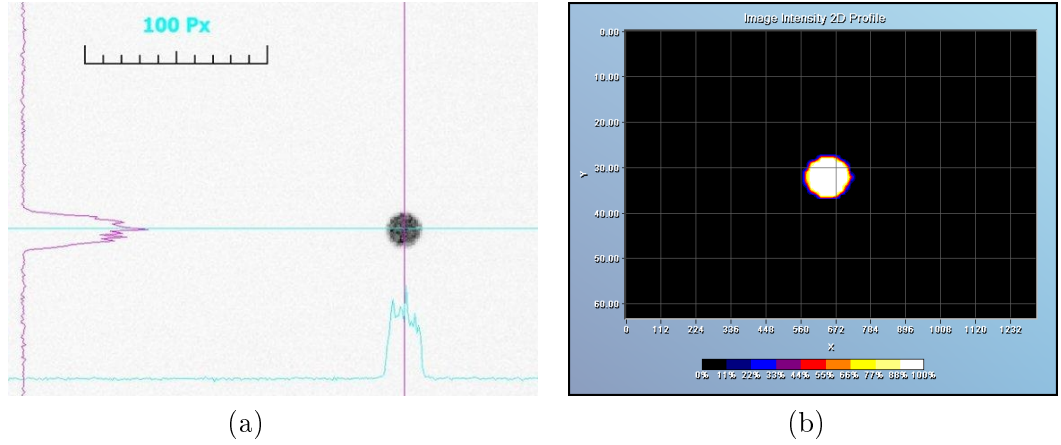 100 Px
Image Intensity 2D Profile
0.00
10.00
20.00
30.00
40.00
50.00
60.00
Y
0 112 224 336 448 560 672 784 896 1008 1120 1232
X
0% 11% 22% 33% 44% 55% 66% 77% 88% 100%
(a)
(b)